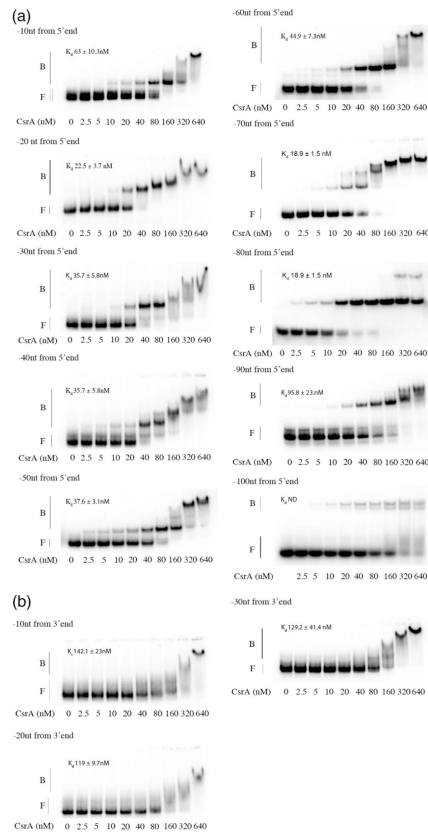 (a)
-10nt from 5'end
Kd 63 ± 10.3nM
B
F
CsrA (nM) 0 2.5 5 10 20 40 80 160 320 640
-20 nt from 5'end
Kd 22.5 ± 3.7 nM
B
F
CsrA (nM) 0 2.5 5 10 20 40 80 160 320 640
-30nt from 5'end
Kd 35.7 ± 5.8nM
B
F
CsrA (nM) 0 2.5 5 10 20 40 80 160 320 640
-40nt from 5'end
Kd 35.7 ± 5.8nM
B
F
CsrA (nM) 0 2.5 5 10 20 40 80 160 320 640
-50nt from 5'end
Kd 37.6 ± 3.1nM
B
F
CsrA (nM) 0 2.5 5 10 20 40 80 160 320 640
-60nt from 5'end
Kd 44.9 ± 7.3nM
B
F
CsrA (nM) 0 2.5 5 10 20 40 80 160 320 640
-70nt from 5'end
Kd 18.9 ± 1.5 nM
B
F
CsrA (nM) 0 2.5 5 10 20 40 80 160 320 640
-80nt from 5'end
Kd 18.9 ± 1.5 nM
B
F
CsrA (nM) 0 2.5 5 10 20 40 80 160 320 640
-90nt from 5'end
Kd 95.8 ± 23nM
B
F
CsrA (nM) 0 2.5 5 10 20 40 80 160 320 640
-100nt from 5'end
Kd ND
B
F
CsrA (nM) 2.5 5 10 20 40 80 160 320 640
(b)
-10nt from 3'end
Kd 142.1 ± 23nM
B
F
CsrA (nM) 0 2.5 5 10 20 40 80 160 320 640
-20nt from 3'end
Kd 119 ± 9.7nM
B
F
CsrA (nM) 0 2.5 5 10 20 40 80 160 320 640
-30nt from 3'end
Kd 129.2 ± 41.4 nM
B
F
CsrA (nM) 0 2.5 5 10 20 40 80 160 320 640